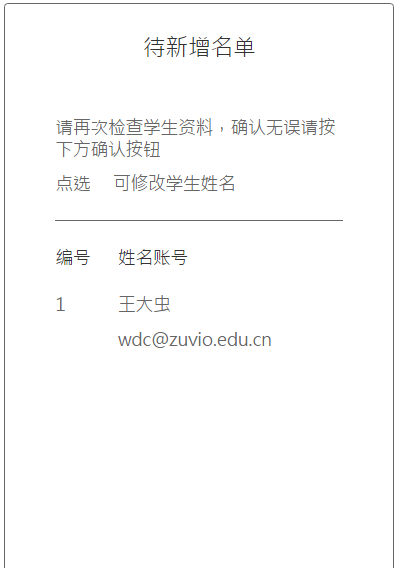 待新增名单
请再次检查学生资料，确认无误请按
下方确认按钮
点选 可修改学生姓名
编号 姓名账号
1 王大虫
wdc@zuvio.edu.cn